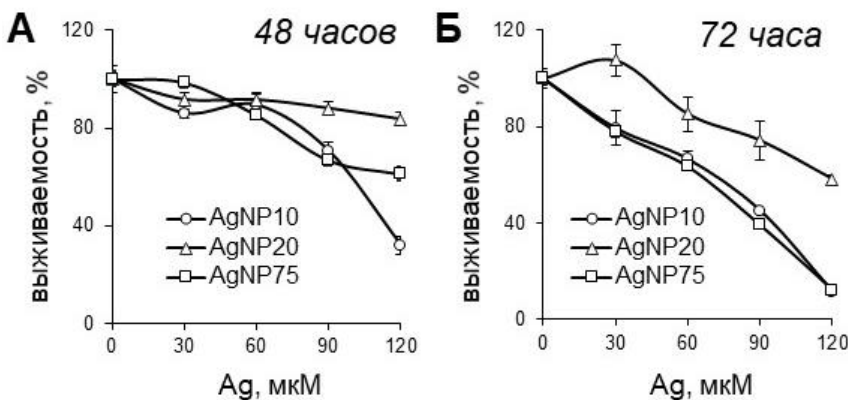 А
48 часов
120
80
40
0
выживаемость, %
AgNP10
AgNP20
AgNP75
0 30 60 90 120
Ag, мкМ
Б
72 часа
120
80
40
0
выживаемость, %
AgNP10
AgNP20
AgNP75
0 30 60 90 120
Ag, мкМ